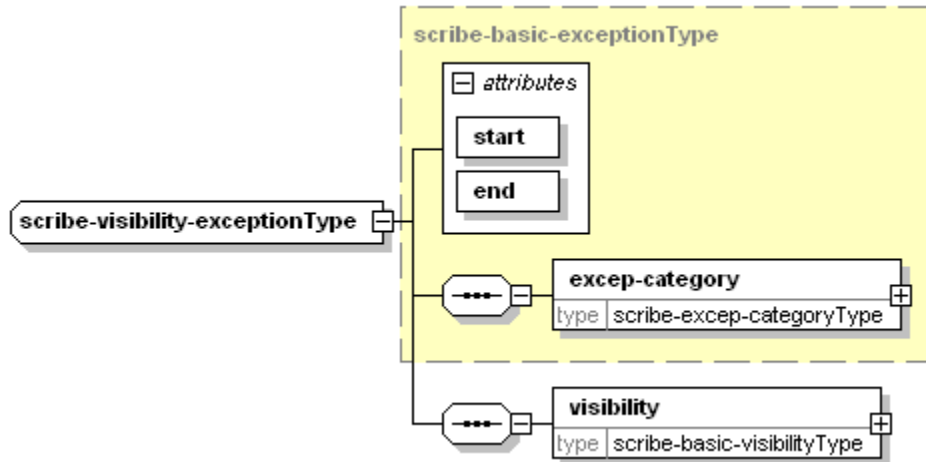 scribe-basic-exceptionType
attributes
start
end
scribe-visibility-exceptionType
excep-category
type scribe-excep-categoryType
visibility
type scribe-basic-visibilityType